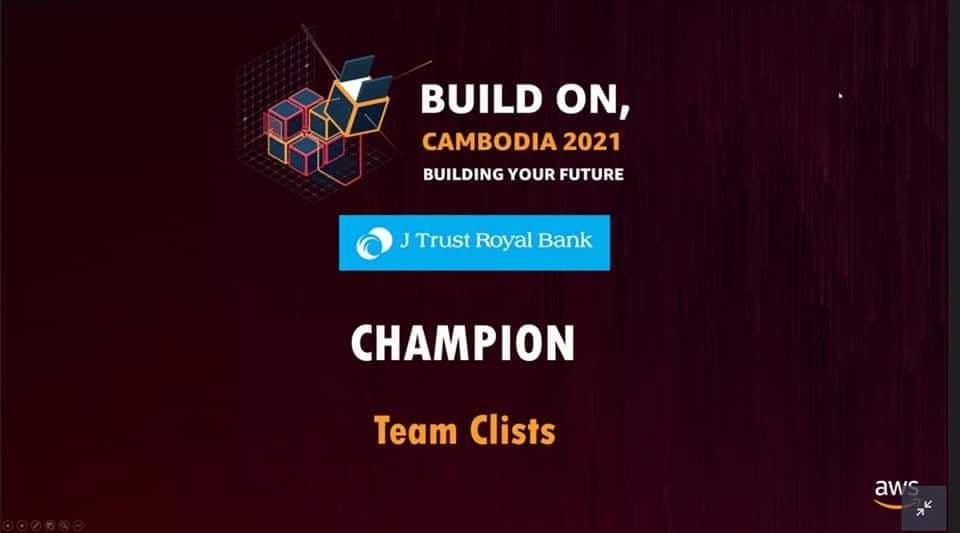 BUILD ON,
CAMBODIA 2021
BUILDING YOUR FUTURE
J Trust Royal Bank
CHAMPION
Team Clists
aws